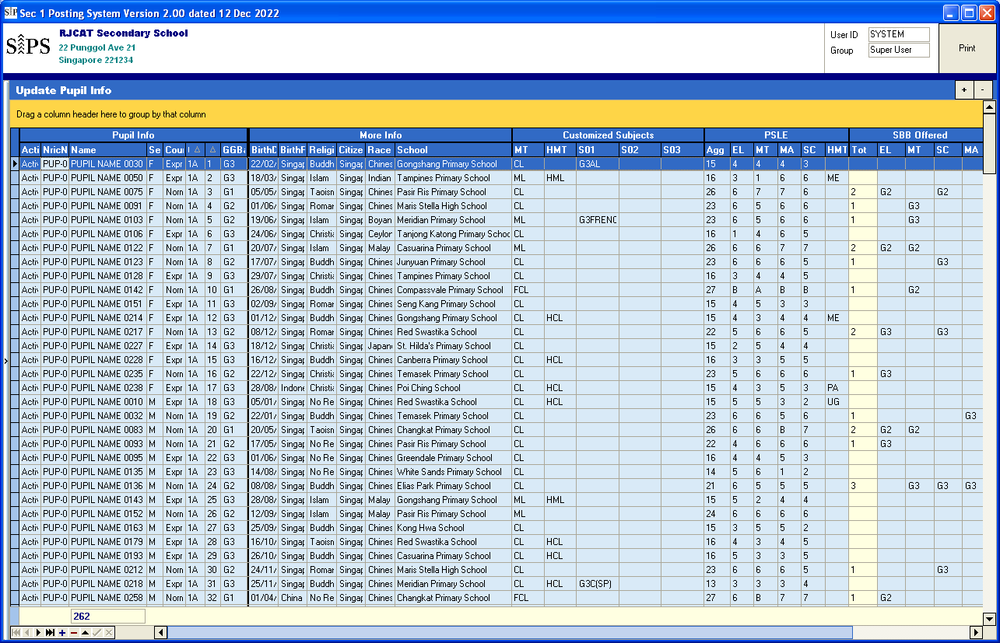 Sec 1 Posting System Version 2.00 dated 12 Dec 2022
SIPS RJCAT Secondary School
22 Punggol Ave 21
Singapore 221234
User ID SYSTEM
Group Super User
Print
Update Pupil Info + -
Drag a column header here to group by that column
Pupil Info More Info Customized Subjects PSLE SBB Offered
Acti NricN Name Se Cour GGBa BirthD BirthF Religi Citize Race School MT HMT S01 S02 S03 Agg EL MT MA SC HMT Tot EL MT SC MA
Activ PUP-0 PUPIL NAME 0030 F Expr 1A 1 G3 22/02/ Singap Buddh Singap Chines Gongshang Primary School CL G3AL 15 4 4 4 3
Activ PUP-0 PUPIL NAME 0050 F Expr 1A 2 G3 18/03/ Singap Islam Singap Indian Tampines Primary School ML HML 16 3 1 6 6 ME
Activ PUP-0 PUPIL NAME 0075 F Norn 1A 3 G1 05/05/ Singap Taoisn Singap Chines Pasir Ris Primary School CL 26 6 7 7 6 2 G2 G2
Activ PUP-0 PUPIL NAME 0091 F Norn 1A 4 G2 01/06/ Singap Romar Singap Chines Maris Stella High School CL 23 6 5 6 6 1 G3
Activ PUP-0 PUPIL NAME 0103 F Norn 1A 5 G2 19/06/ Singap Islam Singap Boyan Meridian Primary School ML G3FRENC 23 6 5 6 6 1 G3
Activ PUP-0 PUPIL NAME 0106 F Expr 1A 6 G3 24/06/ Singap Christia Singap Ceylor Tanjong Katong Primary Schoo CL 16 1 4 6 5
Activ PUP-0 PUPIL NAME 0122 F Norn 1A 7 G1 20/07/ Singap Islam Singap Malay Casuarina Primary School ML 26 6 6 7 7 2 G2 G2
Activ PUP-0 PUPIL NAME 0123 F Norn 1A 8 G2 17/07/ Singap Buddh Singap Chines Junyuan Primary School CL 23 6 6 6 5 1 G3
Activ PUP-0 PUPIL NAME 0128 F Expr 1A 9 G3 29/07/ Singap Christia Singap Chines Tampines Primary School CL 16 3 4 4 5
Activ PUP-0 PUPIL NAME 0142 F Norn 1A 10 G1 26/08/ Singap Buddh Singap Chines Compassvale Primary School FCL 27 B A B B 1 G2
Activ PUP-0 PUPIL NAME 0151 F Expr 1A 11 G3 02/09/ Singap Romar Singap Chines Seng Kang Primary School CL 15 4 5 3 3
Activ PUP-0 PUPIL NAME 0214 F Expr 1A 12 G3 01/12/ Singap Buddh Singap Chines Gongshang Primary School CL HCL 15 4 3 4 4 ME
Activ PUP-0 PUPIL NAME 0217 F Norn 1A 13 G2 08/12/ Singap Romar Singap Chines Red Swastika School CL 22 5 6 6 5 2 G3 G3
Activ PUP-0 PUPIL NAME 0227 F Expr 1A 14 G3 18/12/ Singap Christia Singap Japane St. Hilda's Primary School CL 15 2 5 4 4
Activ PUP-0 PUPIL NAME 0228 F Expr 1A 15 G3 16/12/ Singap Buddh Singap Chines Canberra Primary School CL HCL 16 3 3 5 5
Activ PUP-0 PUPIL NAME 0235 F Norn 1A 16 G2 22/12/ Singap Christia Singap Chines Temasek Primary School CL 23 5 6 6 6 1 G3
Activ PUP-0 PUPIL NAME 0238 F Expr 1A 17 G3 28/08/ Indone Christia Singap Chines Poi Ching School CL HCL 15 4 3 5 3 PA
Activ PUP-0 PUPIL NAME 0010 M Expr 1A 18 G3 05/01/ Singap No Re Singap Chines Red Swastika School CL HCL 15 5 5 3 2 UG
Activ PUP-0 PUPIL NAME 0032 M Norn 1A 19 G2 22/01/ Singap Buddh Singap Chines Temasek Primary School CL 23 6 6 5 6 1 G3
Activ PUP-0 PUPIL NAME 0083 M Norn 1A 20 G1 20/05/ Singap Taoisn Singap Chines Changkat Primary School CL 26 6 6 B 7 2 G2 G2
Activ PUP-0 PUPIL NAME 0093 M Norn 1A 21 G2 17/05/ Singap No Re Singap Chines Pasir Ris Primary School CL 22 4 6 6 6 1 G3
Activ PUP-0 PUPIL NAME 0095 M Expr 1A 22 G3 01/06/ Singap No Re Singap Chines Greendale Primary School CL 16 4 4 5 3
Activ PUP-0 PUPIL NAME 0135 M Expr 1A 23 G3 14/08/ Singap No Re Singap Chines White Sands Primary School CL 14 5 6 1 2
Activ PUP-0 PUPIL NAME 0136 M Norn 1A 24 G2 08/08/ Singap Buddh Singap Chines Elias Park Primary School CL 21 6 5 5 5 3 G3 G3 G3
Activ PUP-0 PUPIL NAME 0143 M Expr 1A 25 G3 28/08/ Singap Islam Singap Malay Gongshang Primary School ML HML 15 5 2 4 4
Activ PUP-0 PUPIL NAME 0152 M Norn 1A 26 G2 12/09/ Singap Islam Singap Malay Pasir Ris Primary School ML 24 6 6 6 6
Activ PUP-0 PUPIL NAME 0163 M Expr 1A 27 G3 25/09/ Singap Buddh Singap Chines Kong Hwa School CL 15 3 5 5 2
Activ PUP-0 PUPIL NAME 0179 M Expr 1A 28 G3 16/10/ Singap Taoisn Singap Chines Red Swastika School CL HCL 16 4 3 4 5
Activ PUP-0 PUPIL NAME 0193 M Expr 1A 29 G3 26/10/ Singap Buddh Singap Chines Casuarina Primary School CL HCL 16 5 3 3 5
Activ PUP-0 PUPIL NAME 0212 M Norn 1A 30 G2 24/11/ Singap Romar Singap Chines Maris Stella High School CL 23 6 6 6 5 1 G3
Activ PUP-0 PUPIL NAME 0218 M Expr 1A 31 G3 25/11/ Singap Buddh Singap Chines Meridian Primary School CL HCL G3C(SP) 13 3 3 3 4
Activ PUP-0 PUPIL NAME 0258 M Norn 1A 32 G1 01/04/ China No Re Singap Chines Changkat Primary School FCL 27 6 B 7 7 1 G2
262